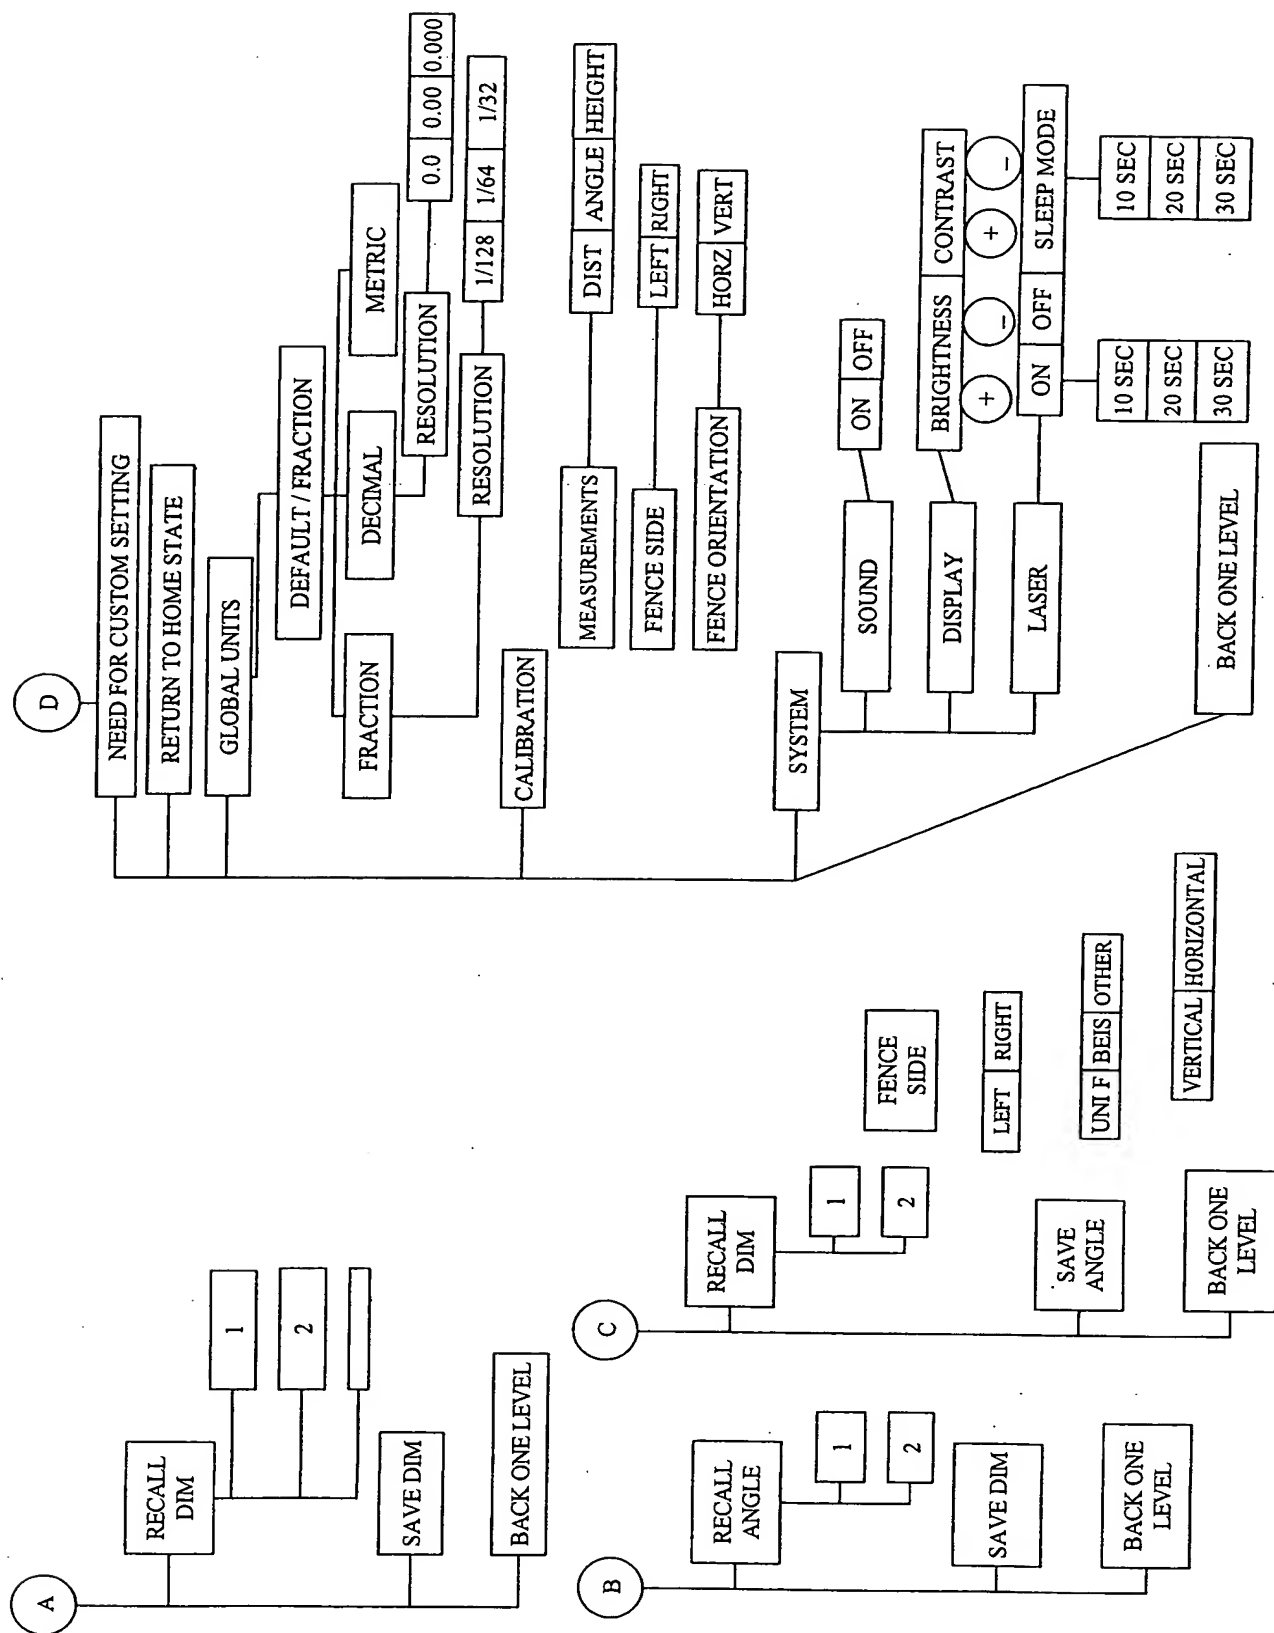 A
RECALL
DIM
1
2
SAVE DIM
BACK ONE LEVEL
B
RECALL
ANGLE
1
2
SAVE DIM
BACK ONE
LEVEL
C
RECALL
DIM
1
2
FENCE
SIDE
LEFT RIGHT
SAVE
ANGLE
UNI F BEIS OTHER
BACK ONE
LEVEL
VERTICAL HORIZONTAL
D
NEED FOR CUSTOM SETTING
RETURN TO HOME STATE
GLOBAL UNITS
DEFAULT / FRACTION
FRACTION
DECIMAL
METRIC
RESOLUTION
0.0 0.00 0.000
RESOLUTION
1/128 1/64 1/32
CALIBRATION
MEASUREMENTS
DIST ANGLE HEIGHT
FENCE SIDE
LEFT RIGHT
FENCE ORIENTATION
HORZ VERT
SYSTEM
SOUND
ON OFF
DISPLAY
BRIGHTNESS CONTRAST
+ − + −
LASER
ON OFF SLEEP MODE
10 SEC
20 SEC
30 SEC
10 SEC
20 SEC
30 SEC
BACK ONE LEVEL